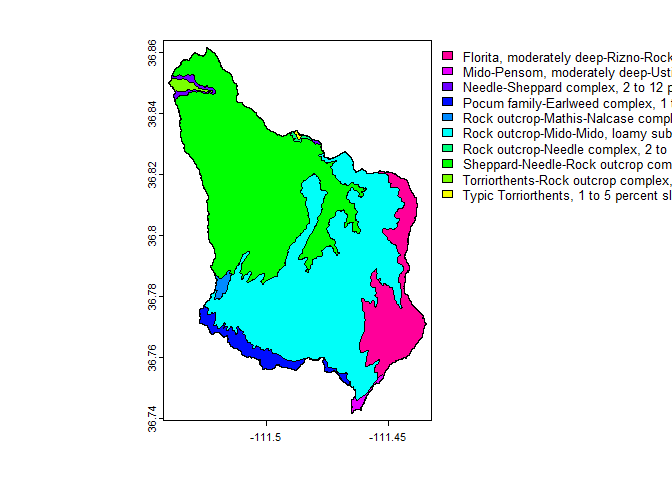 36.86
36.84
36.82
36.8
36.78
36.76
36.74
-111.5
-111.45
Florita, moderately deep-Rizno-Rock
Mido-Pensom, moderately deep-Ust
Needle-Sheppard complex, 2 to 12 p
Pocum family-Earlweed complex, 1 t
Rock outcrop-Mathis-Nalcase compl
Rock outcrop-Mido-Mido, loamy sub
Rock outcrop-Needle complex, 2 to
Sheppard-Needle-Rock outcrop com
Torriorthents-Rock outcrop complex,
Typic Torriorthents, 1 to 5 percent sl